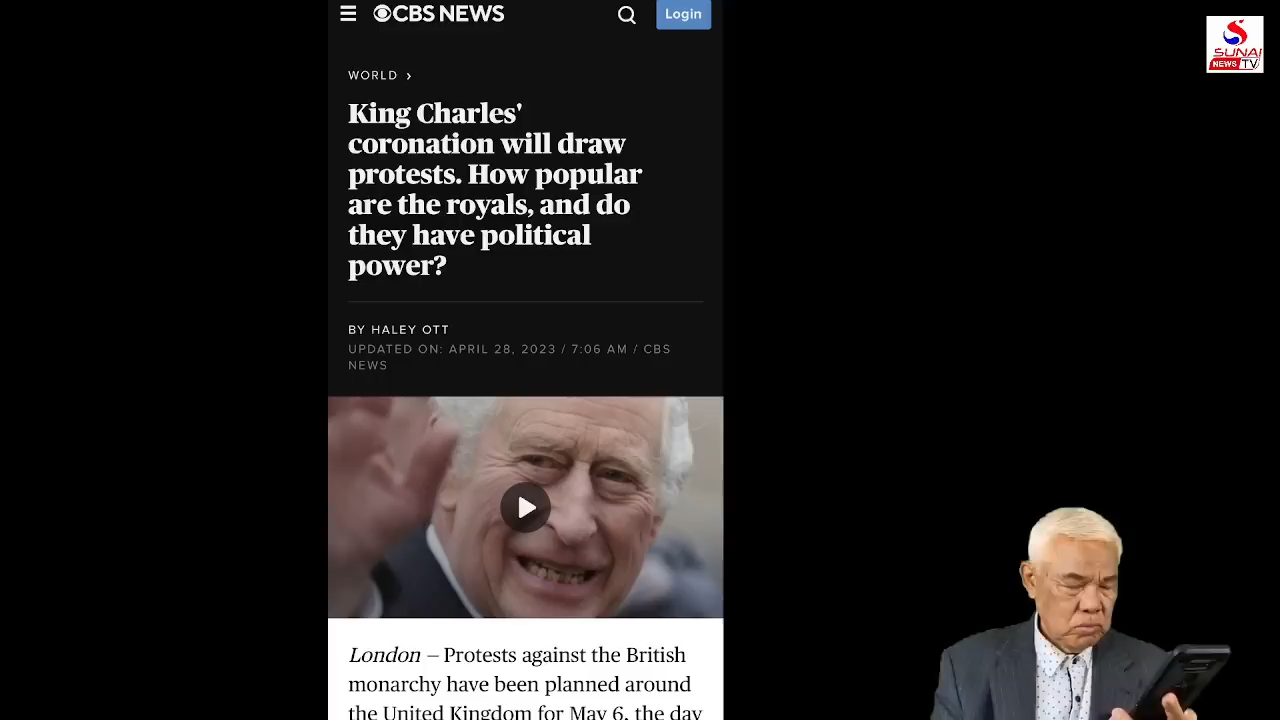 CBS NEWS
Login
SUNAI
NEWS TV
WORLD ›
King Charles'
coronation will draw
protests. How popular
are the royals, and do
they have political
power?
BY HALEY OTT
UPDATED ON: APRIL 28, 2023 / 7:06 AM / CBS
NEWS
London – Protests against the British
monarchy have been planned around
the United Kingdom for May 6, the day